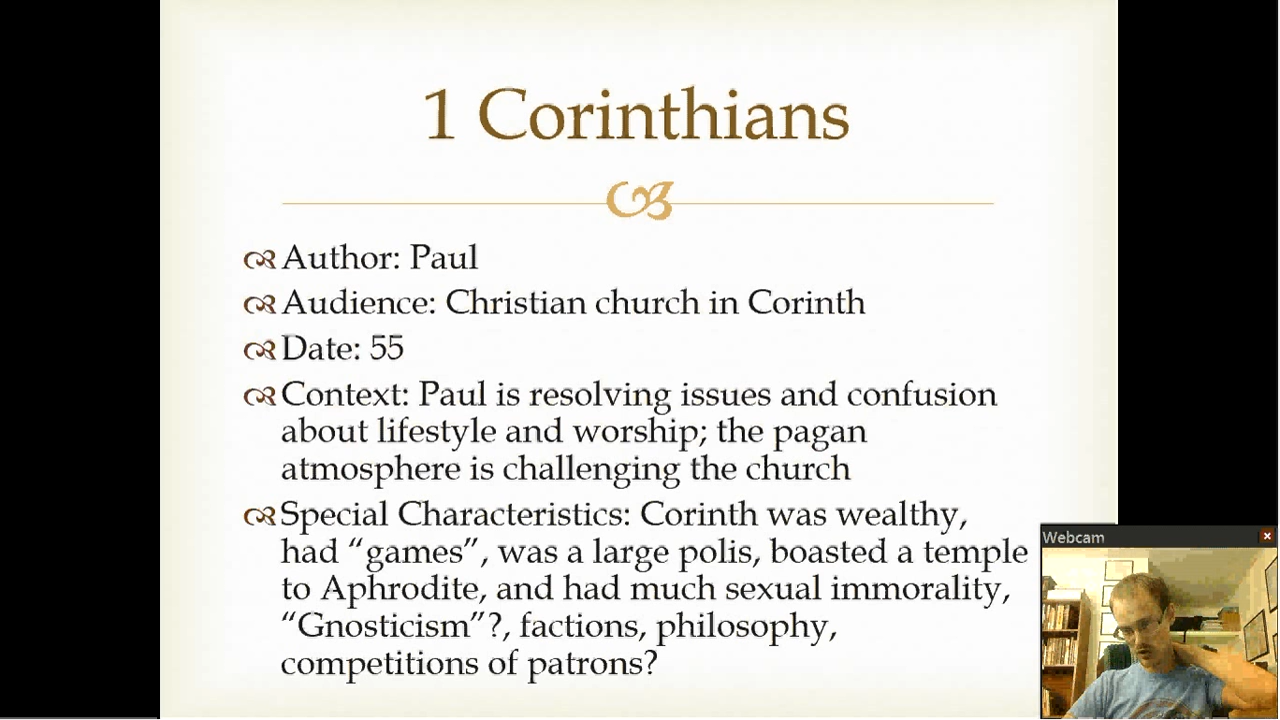 1 Corinthians
Author: Paul
Audience: Christian church in Corinth
Date: 55
Context: Paul is resolving issues and confusion
about lifestyle and worship; the pagan
atmosphere is challenging the church
Special Characteristics: Corinth was wealthy,
had “games”, was a large polis, boasted a temple
to Aphrodite, and had much sexual immorality,
“Gnosticism”?, factions, philosophy,
competitions of patrons?
Webcam